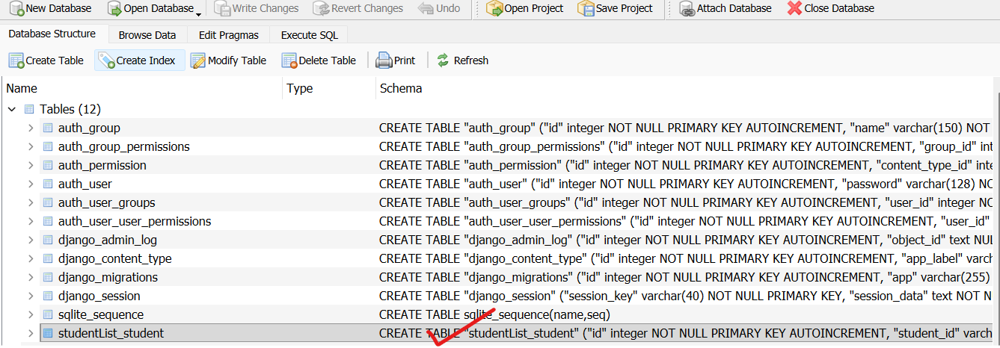 New Database Open Database Write Changes Revert Changes Undo Open Project Save Project Attach Database Close Database
Database Structure Browse Data Edit Pragmas Execute SQL
Create Table Create Index Modify Table Delete Table Print Refresh
Name Type Schema
Tables (12)
auth_group CREATE TABLE "auth_group" ("id" integer NOT NULL PRIMARY KEY AUTOINCREMENT, "name" varchar(150) NOT
auth_group_permissions CREATE TABLE "auth_group_permissions" ("id" integer NOT NULL PRIMARY KEY AUTOINCREMENT, "group_id" int
auth_permission CREATE TABLE "auth_permission" ("id" integer NOT NULL PRIMARY KEY AUTOINCREMENT, "content_type_id" inte
auth_user CREATE TABLE "auth_user" ("id" integer NOT NULL PRIMARY KEY AUTOINCREMENT, "password" varchar(128) NO
auth_user_groups CREATE TABLE "auth_user_groups" ("id" integer NOT NULL PRIMARY KEY AUTOINCREMENT, "user_id" integer NO
auth_user_user_permissions CREATE TABLE "auth_user_user_permissions" ("id" integer NOT NULL PRIMARY KEY AUTOINCREMENT, "user_id"
django_admin_log CREATE TABLE "django_admin_log" ("id" integer NOT NULL PRIMARY KEY AUTOINCREMENT, "object_id" text NUL
django_content_type CREATE TABLE "django_content_type" ("id" integer NOT NULL PRIMARY KEY AUTOINCREMENT, "app_label" varch
django_migrations CREATE TABLE "django_migrations" ("id" integer NOT NULL PRIMARY KEY AUTOINCREMENT, "app" varchar(255)
django_session CREATE TABLE "django_session" ("session_key" varchar(40) NOT NULL PRIMARY KEY, "session_data" text NOT N
sqlite_sequence CREATE TABLE sqlite_sequence(name,seq)
studentList_student CREATE TABLE "studentList_student" ("id" integer NOT NULL PRIMARY KEY AUTOINCREMENT, "student_id" varch